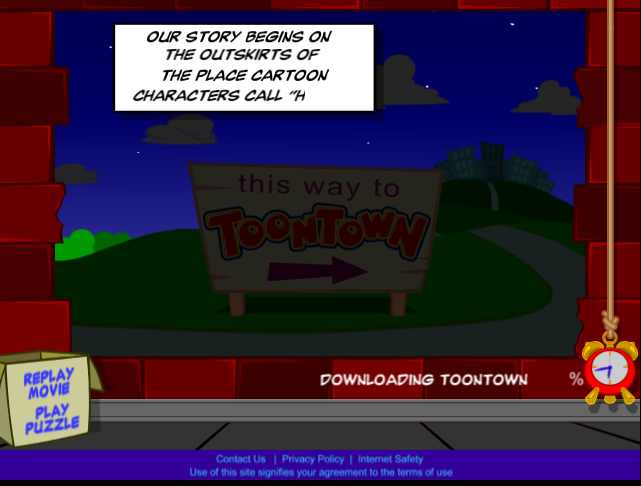 OUR STORY BEGINS ON
THE OUTSKIRTS OF
THE PLACE CARTOON
CHARACTERS CALL "H
this way to
TOONTOWN
DOWNLOADING TOONTOWN %
REPLAY
MOVIE
PLAY
PUZZLE
Contact Us | Privacy Policy | Internet Safety
Use of this site signifies your agreement to the terms of use